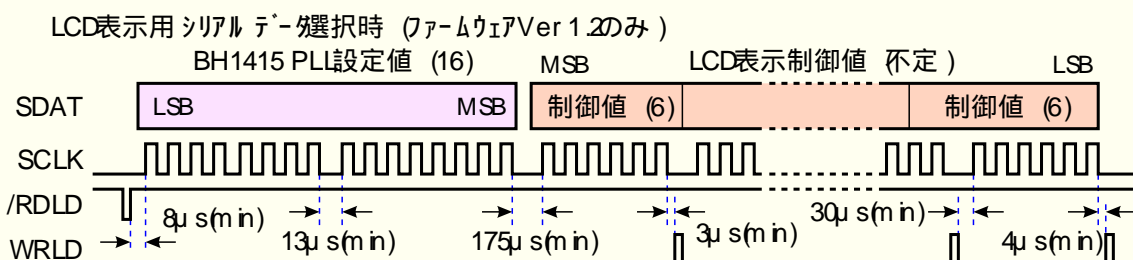 LCD表示用 シリアル データ選択時 (ファームウェアVer 1.2のみ)
BH1415 PLL設定値 (16) MSB LCD表示制御値 (不定) LSB
SDAT LSB MSB 制御値 (6) 制御値 (6)
SCLK
/RDLD 8μs(min) 13μs(min) 175μs(min) 3μs(min) 30μs(min) 4μs(min)
WRLD